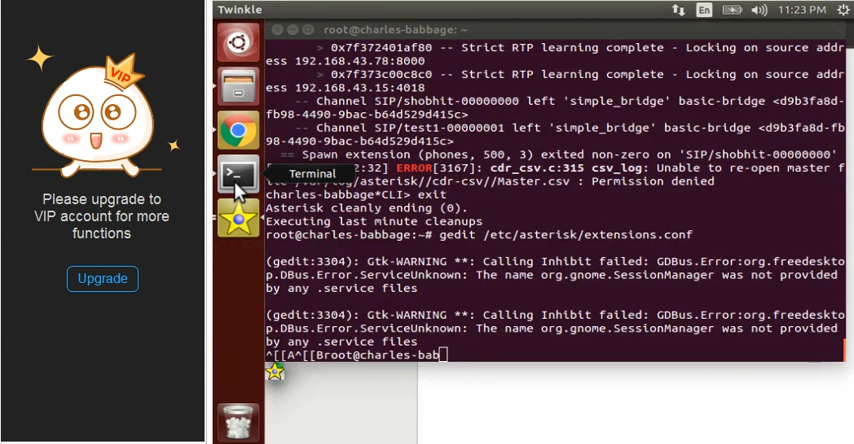 VIP
Please upgrade to
VIP account for more
functions
Upgrade
Twinkle
En
11:23 PM
root@charles-babbage: ~
> 0x7f372401af80 -- Strict RTP learning complete - Locking on source addr
ess 192.168.43.78:8000
> 0x7f373c00c8c0 -- Strict RTP learning complete - Locking on source addr
ess 192.168.43.15:4018
-- Channel SIP/shobhit-00000000 left 'simple_bridge' basic-bridge <d9b3fa8d-
fb98-4490-9bac-b64d529d415c>
-- Channel SIP/test1-00000001 left 'simple_bridge' basic-bridge <d9b3fa8d-fb
98-4490-9bac-b64d529d415c>
== Spawn extension (phones, 500, 3) exited non-zero on 'SIP/shobhit-00000000'
Terminal
2:32] ERROR[3167]: cdr_csv.c:315 csv_log: Unable to re-open master f
/asterisk//cdr-csv//Master.csv : Permission denied
charles-babbage*CLI> exit
Asterisk cleanly ending (0).
Executing last minute cleanups
root@charles-babbage:~# gedit /etc/asterisk/extensions.conf
(gedit:3304): Gtk-WARNING **: Calling Inhibit failed: GDBus.Error:org.freedeskto
p.DBus.Error.ServiceUnknown: The name org.gnome.SessionManager was not provided
by any .service files
(gedit:3304): Gtk-WARNING **: Calling Inhibit failed: GDBus.Error:org.freedeskto
p.DBus.Error.ServiceUnknown: The name org.gnome.SessionManager was not provided
by any .service files
^[[A^[[Broot@charles-bab